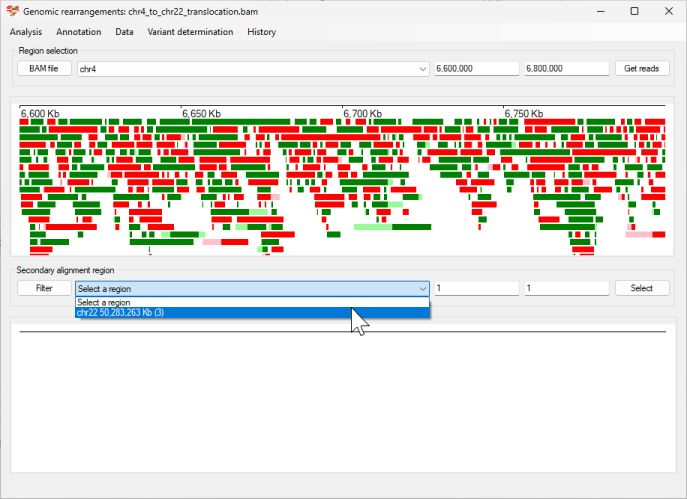 Genomic rearrangements: chr4_to_chr22_translocation.bam
Analysis Annotation Data Variant determination History
Region selection
BAM file chr4 6,600,000 6,800,000 Get reads
6,600 Kb 6,650 Kb 6,700 Kb 6,750 Kb
Secondary alignment region
Filter Select a region 1 1 Select
Select a region
chr22 50,283,263 Kb (3)